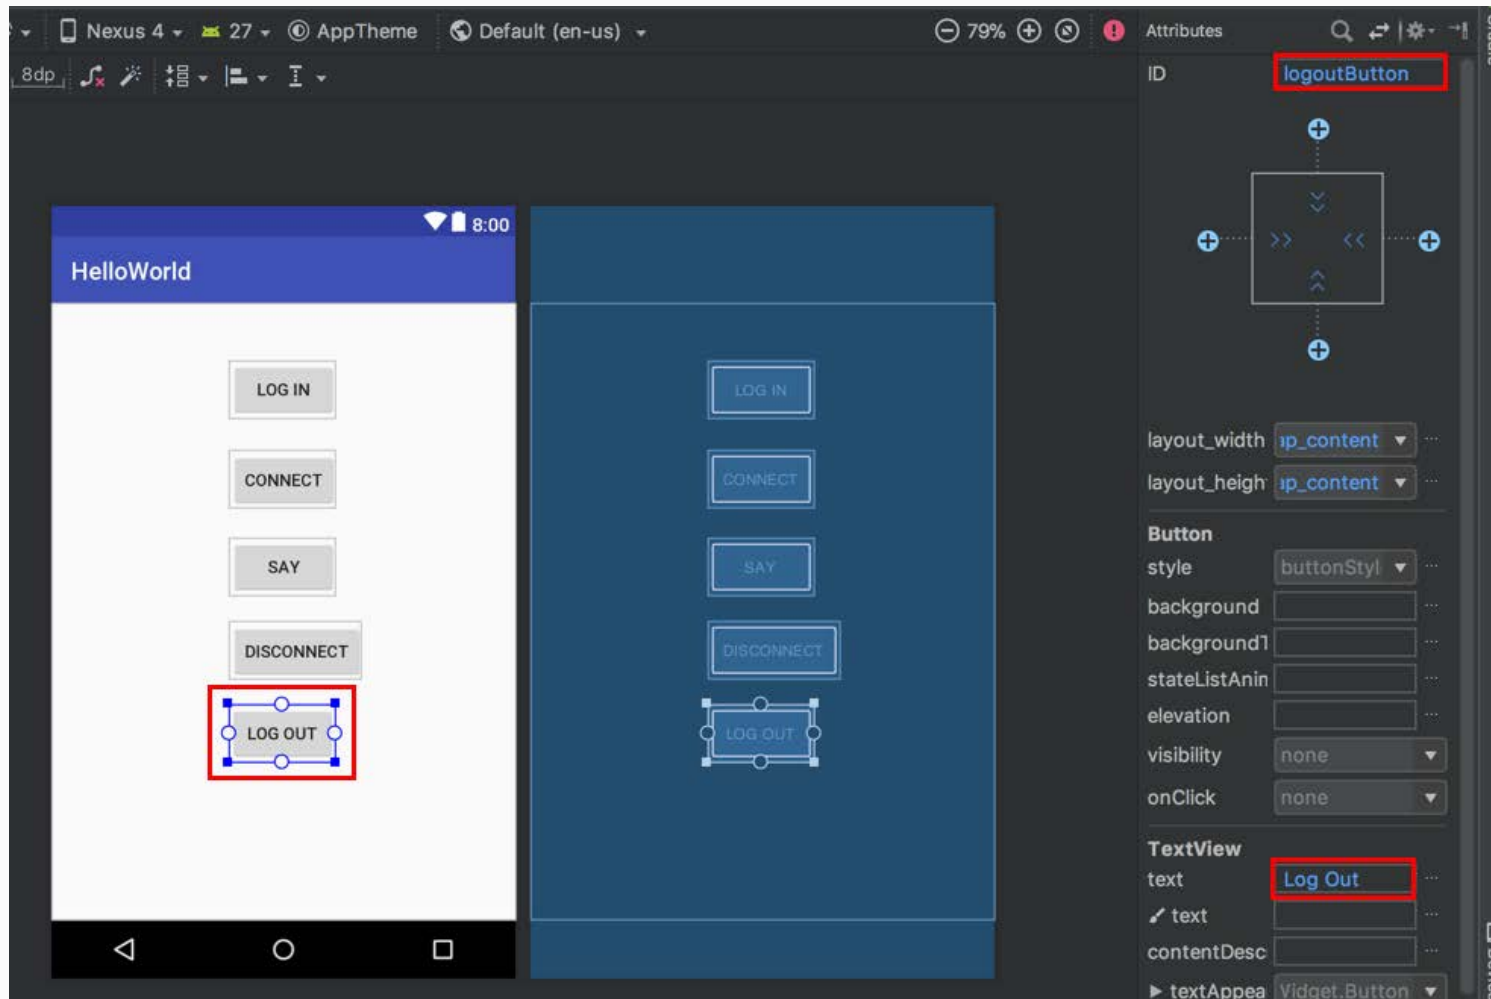 Nexus 4 27 AppTheme Default (en-us) 79% Attributes
8dp
ID logoutButton
8:00
HelloWorld
LOG IN LOG IN
CONNECT CONNECT
SAY SAY
DISCONNECT DISCONNECT
LOG OUT LOG OUT
layout_width ap_content
layout_heigh ap_content
Button
style buttonStyl
background
backgroundT
stateListAnin
elevation
visibility none
onClick none
TextView
text Log Out
text
contentDesc
textAppea Widget.Button